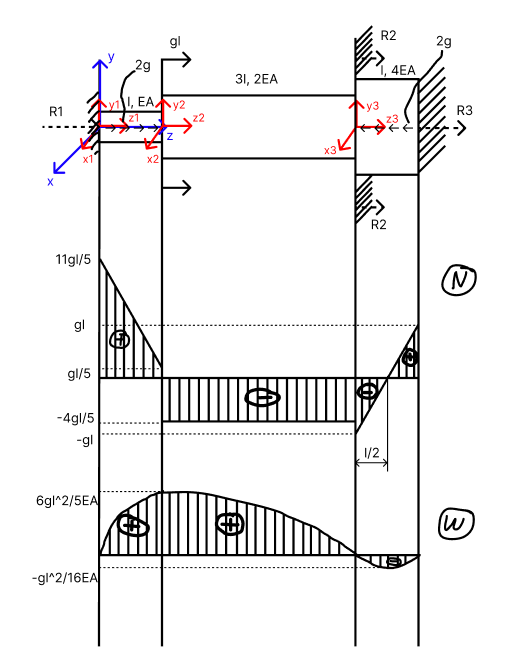 gl
R2
2g
y
2g
3l, 2EA
l, 4EA
R1
y1
l, EA
y2
y3
R3
z1
z
z2
z3
x1
x2
x3
x
R2
11gl/5
N
gl
+
+
gl/5
-
-
-4gl/5
-gl
l/2
6gl^2/5EA
+
+
W
-
-gl^2/16EA